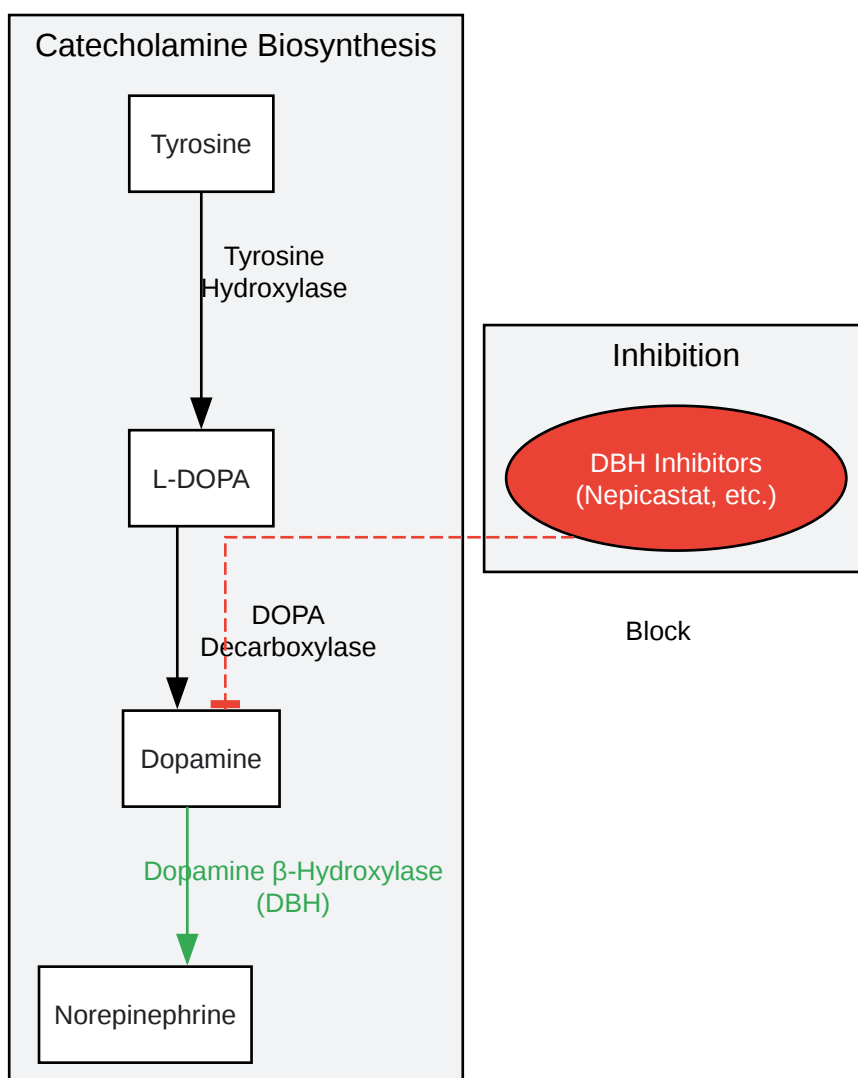 Catecholamine Biosynthesis
Tyrosine
Tyrosine
Hydroxylase
L-DOPA
DOPA
Decarboxylase
Dopamine
Dopamine β-Hydroxylase
(DBH)
Norepinephrine
Inhibition
DBH Inhibitors
(Nepicastat, etc.)
Block